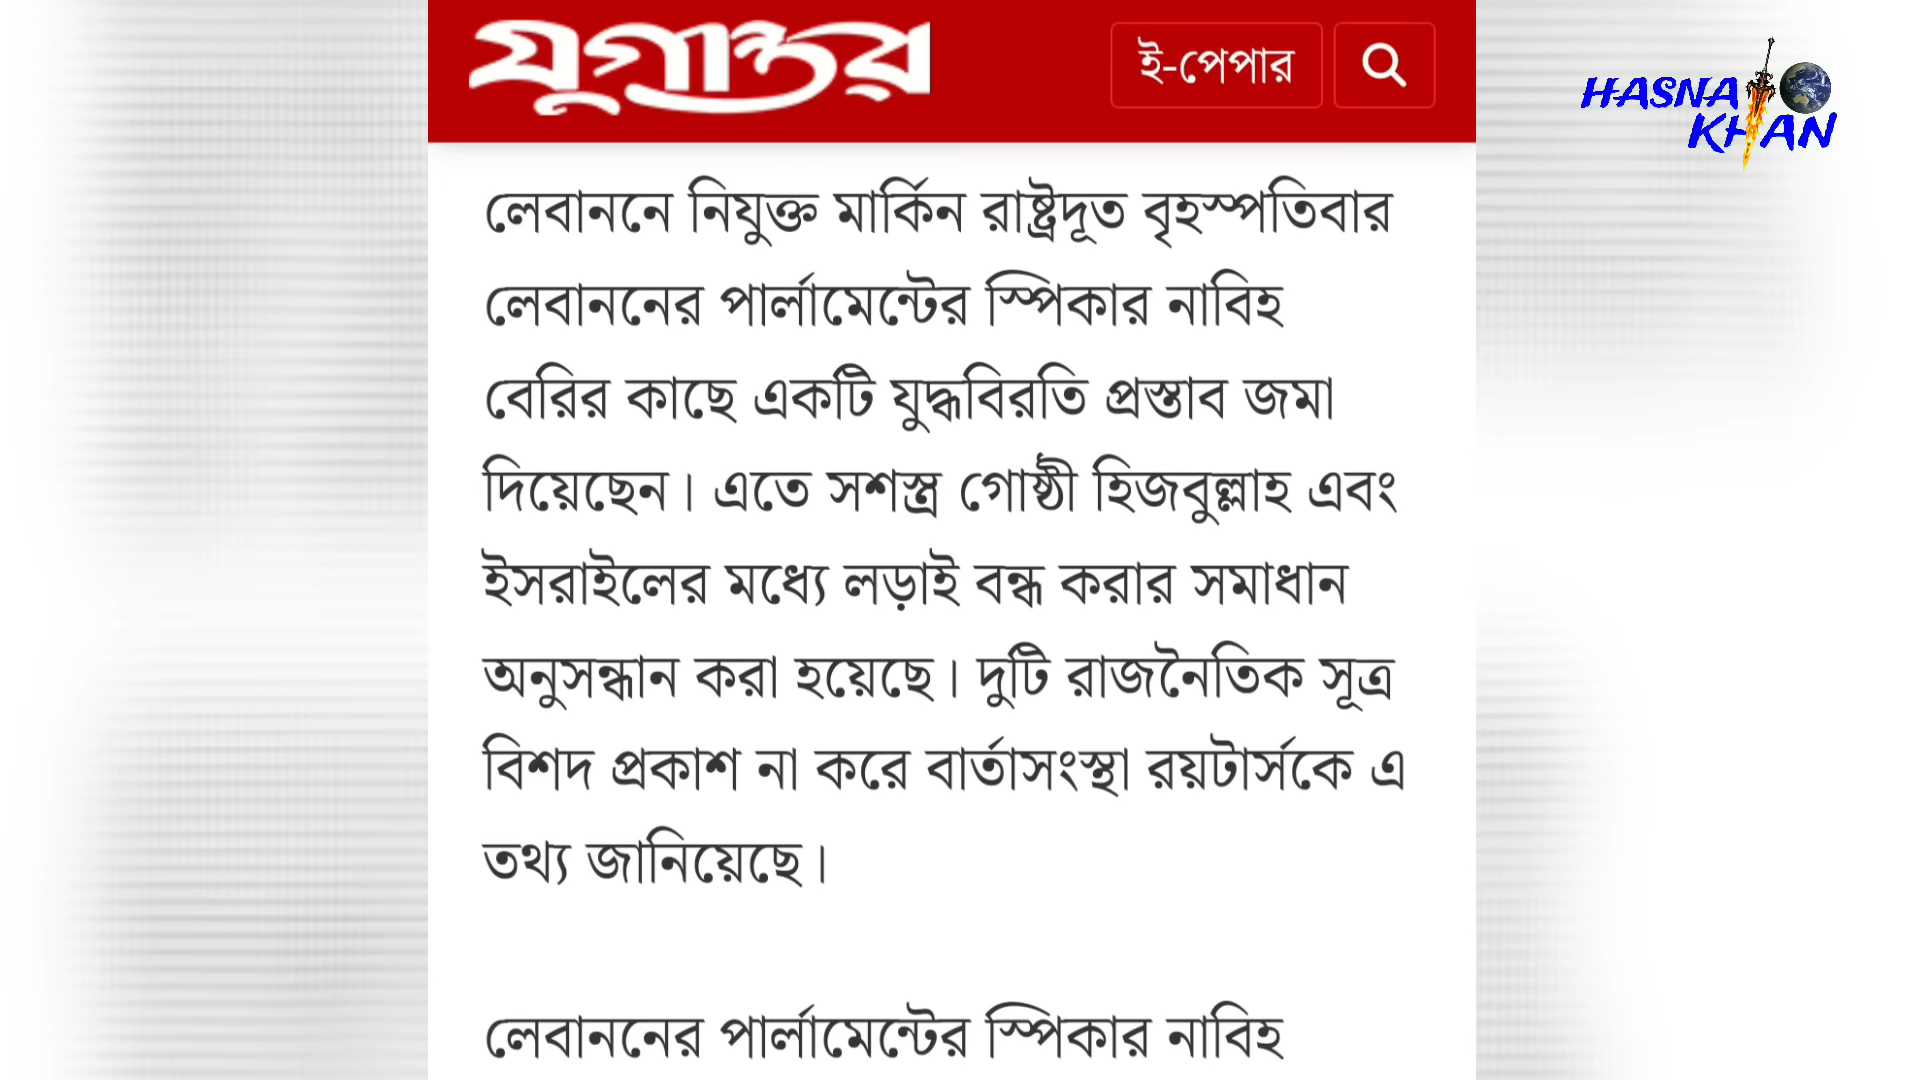 যুগান্তর
ই-পেপার
HASNA
KHAN
লেবাননে নিযুক্ত মার্কিন রাষ্ট্রদূত বৃহস্পতিবার
লেবাননের পার্লামেন্টের স্পিকার নাবিহ
বেরির কাছে একটি যুদ্ধবিরতি প্রস্তাব জমা
দিয়েছেন। এতে সশস্ত্র গোষ্ঠী হিজবুল্লাহ এবং
ইসরাইলের মধ্যে লড়াই বন্ধ করার সমাধান
অনুসন্ধান করা হয়েছে। দুটি রাজনৈতিক সূত্র
বিশদ প্রকাশ না করে বার্তাসংস্থা রয়টার্সকে এ
তথ্য জানিয়েছে।
লেবাননের পার্লামেন্টের স্পিকার নাবিহ